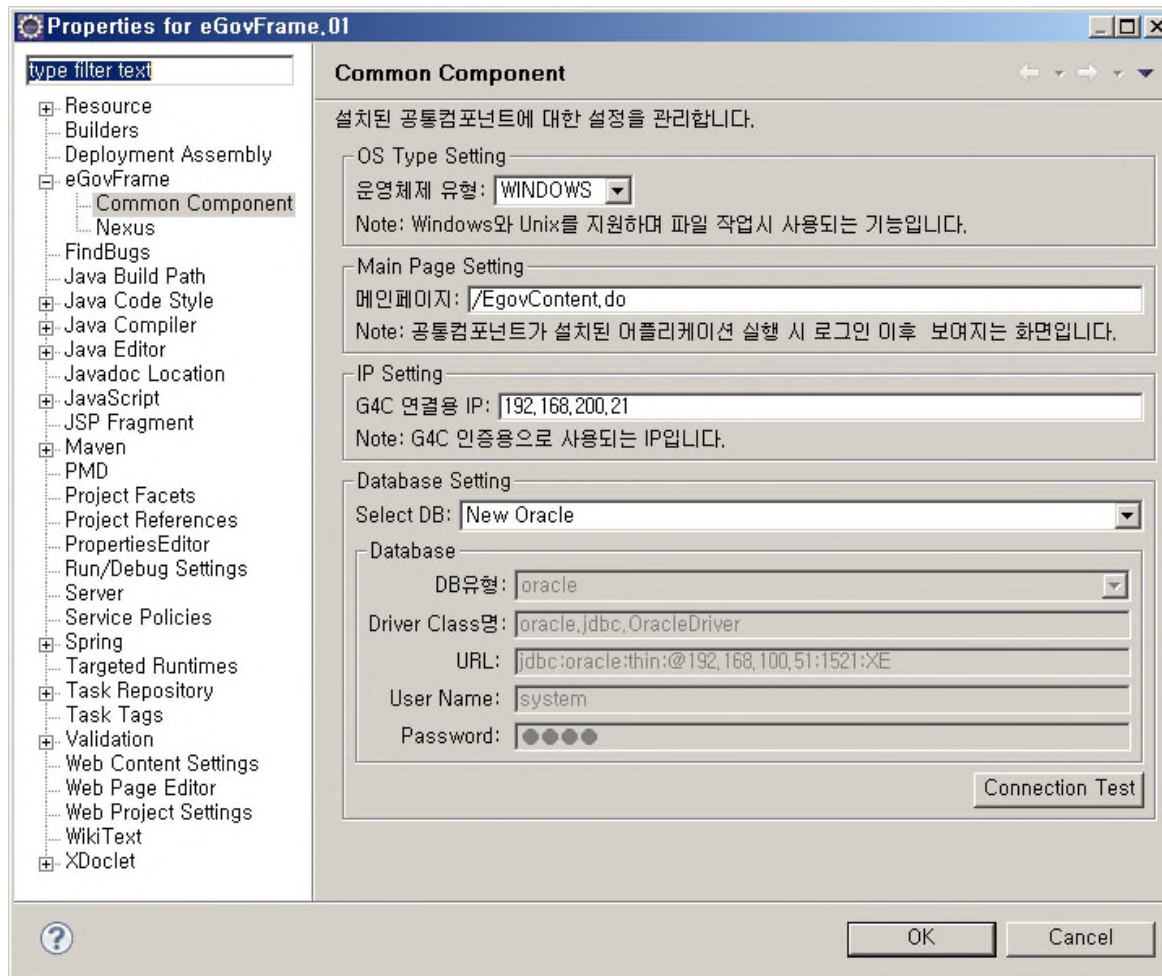 Properties for eGovFrame.01
type filter text
Resource
Builders
Deployment Assembly
eGovFrame
Common Component
Nexus
FindBugs
Java Build Path
Java Code Style
Java Compiler
Java Editor
Javadoc Location
JavaScript
JSP Fragment
Maven
PMD
Project Facets
Project References
PropertiesEditor
Run/Debug Settings
Server
Service Policies
Spring
Targeted Runtimes
Task Repository
Task Tags
Validation
Web Content Settings
Web Page Editor
Web Project Settings
WikiText
XDoclet
Common Component
설치된 공통컴포넌트에 대한 설정을 관리합니다.
OS Type Setting
운영체제 유형: WINDOWS
Note: Windows와 Unix를 지원하며 파일 작업시 사용되는 기능입니다.
Main Page Setting
메인페이지: /EgovContent.do
Note: 공통컴포넌트가 설치된 어플리케이션 실행 시 로그인 이후 보여지는 화면입니다.
IP Setting
G4C 연결용 IP: 192.168.200.21
Note: G4C 인증용으로 사용되는 IP입니다.
Database Setting
Select DB: New Oracle
Database
DB유형: oracle
Driver Class명: oracle.jdbc.OracleDriver
URL: jdbc:oracle:thin:@192.168.100.51:1521:XE
User Name: system
Password: ●●●●
Connection Test
OK
Cancel